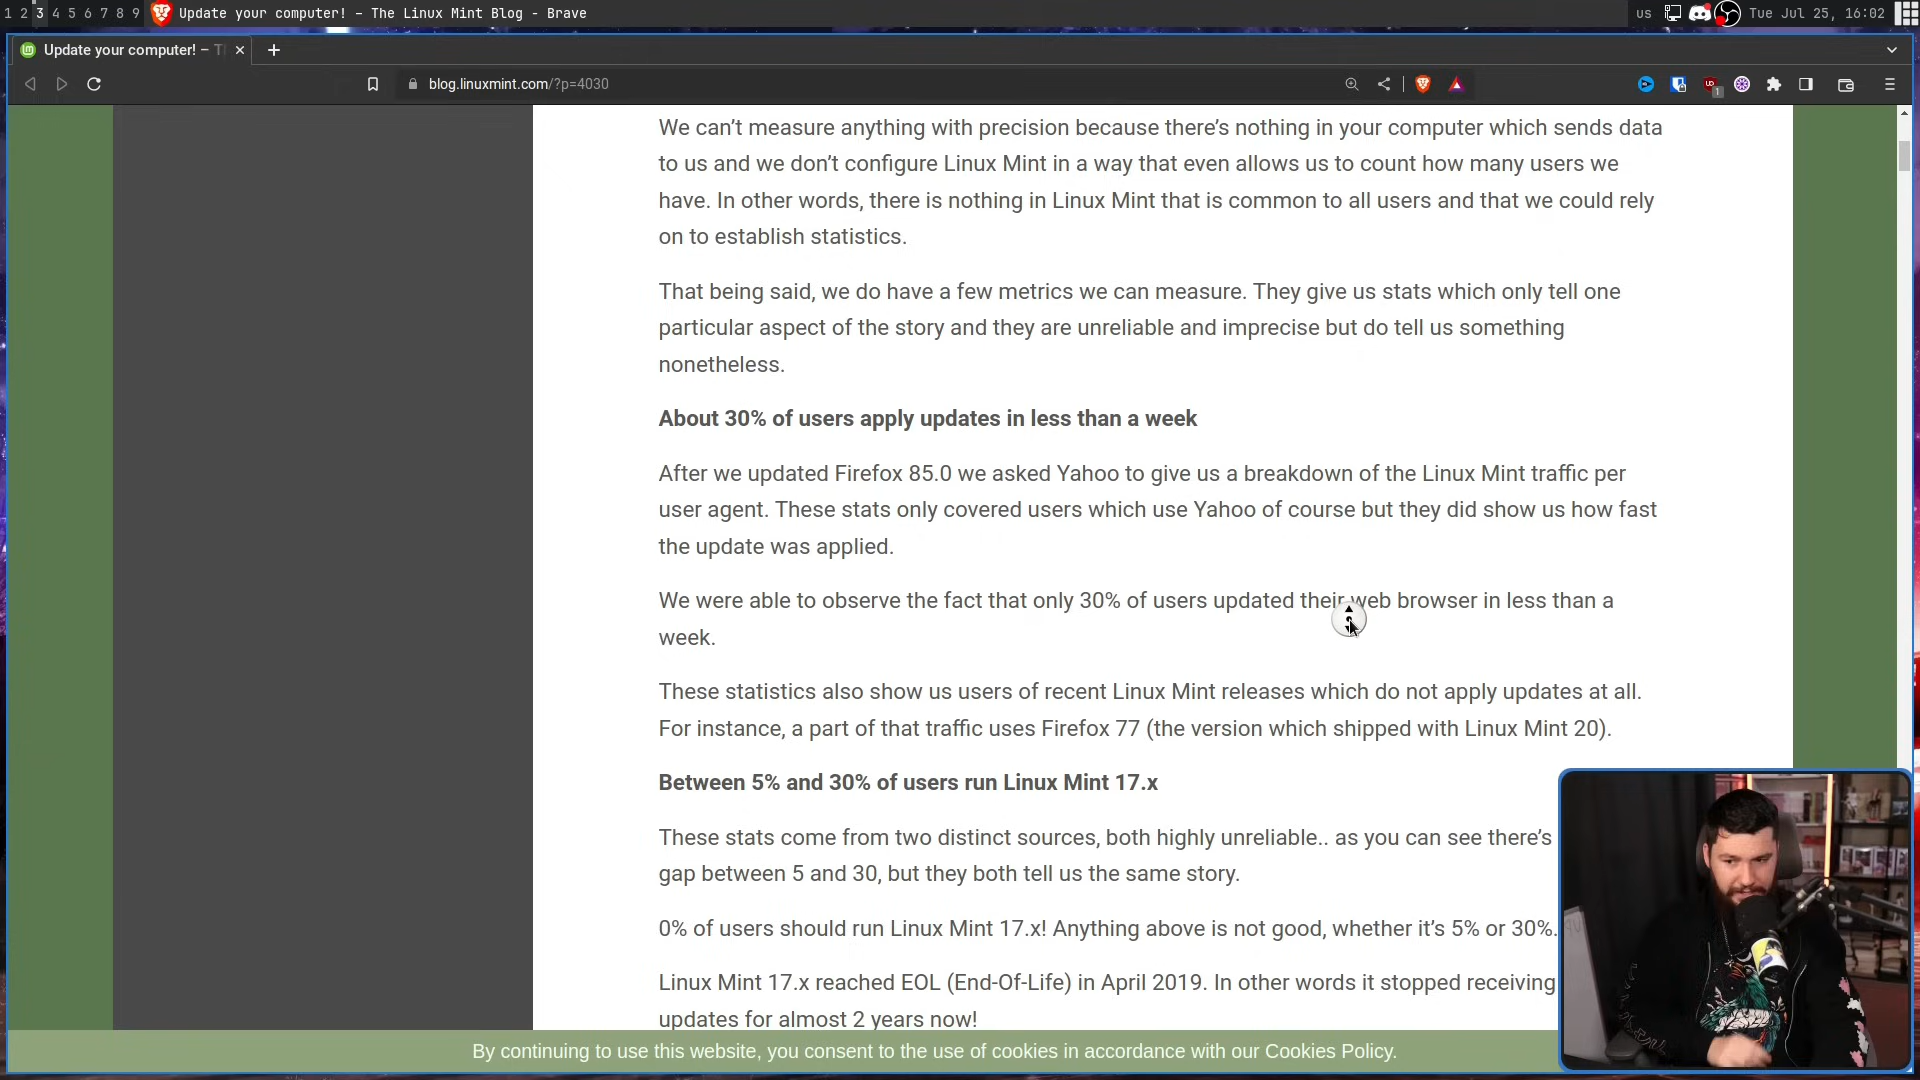 1 2 3 4 5 6 7 8 9 Update your computer! – The Linux Mint Blog - Brave us Tue Jul 25, 16:02
Update your computer! –
blog.linuxmint.com/?p=4030
1
We can’t measure anything with precision because there’s nothing in your computer which sends data
to us and we don’t configure Linux Mint in a way that even allows us to count how many users we
have. In other words, there is nothing in Linux Mint that is common to all users and that we could rely
on to establish statistics.
That being said, we do have a few metrics we can measure. They give us stats which only tell one
particular aspect of the story and they are unreliable and imprecise but do tell us something
nonetheless.
About 30% of users apply updates in less than a week
After we updated Firefox 85.0 we asked Yahoo to give us a breakdown of the Linux Mint traffic per
user agent. These stats only covered users which use Yahoo of course but they did show us how fast
the update was applied.
We were able to observe the fact that only 30% of users updated their web browser in less than a
week.
These statistics also show us users of recent Linux Mint releases which do not apply updates at all.
For instance, a part of that traffic uses Firefox 77 (the version which shipped with Linux Mint 20).
Between 5% and 30% of users run Linux Mint 17.x
These stats come from two distinct sources, both highly unreliable.. as you can see there’s
gap between 5 and 30, but they both tell us the same story.
0% of users should run Linux Mint 17.x! Anything above is not good, whether it’s 5% or 30%.
Linux Mint 17.x reached EOL (End-Of-Life) in April 2019. In other words it stopped receiving
updates for almost 2 years now!
By continuing to use this website, you consent to the use of cookies in accordance with our Cookies Policy.